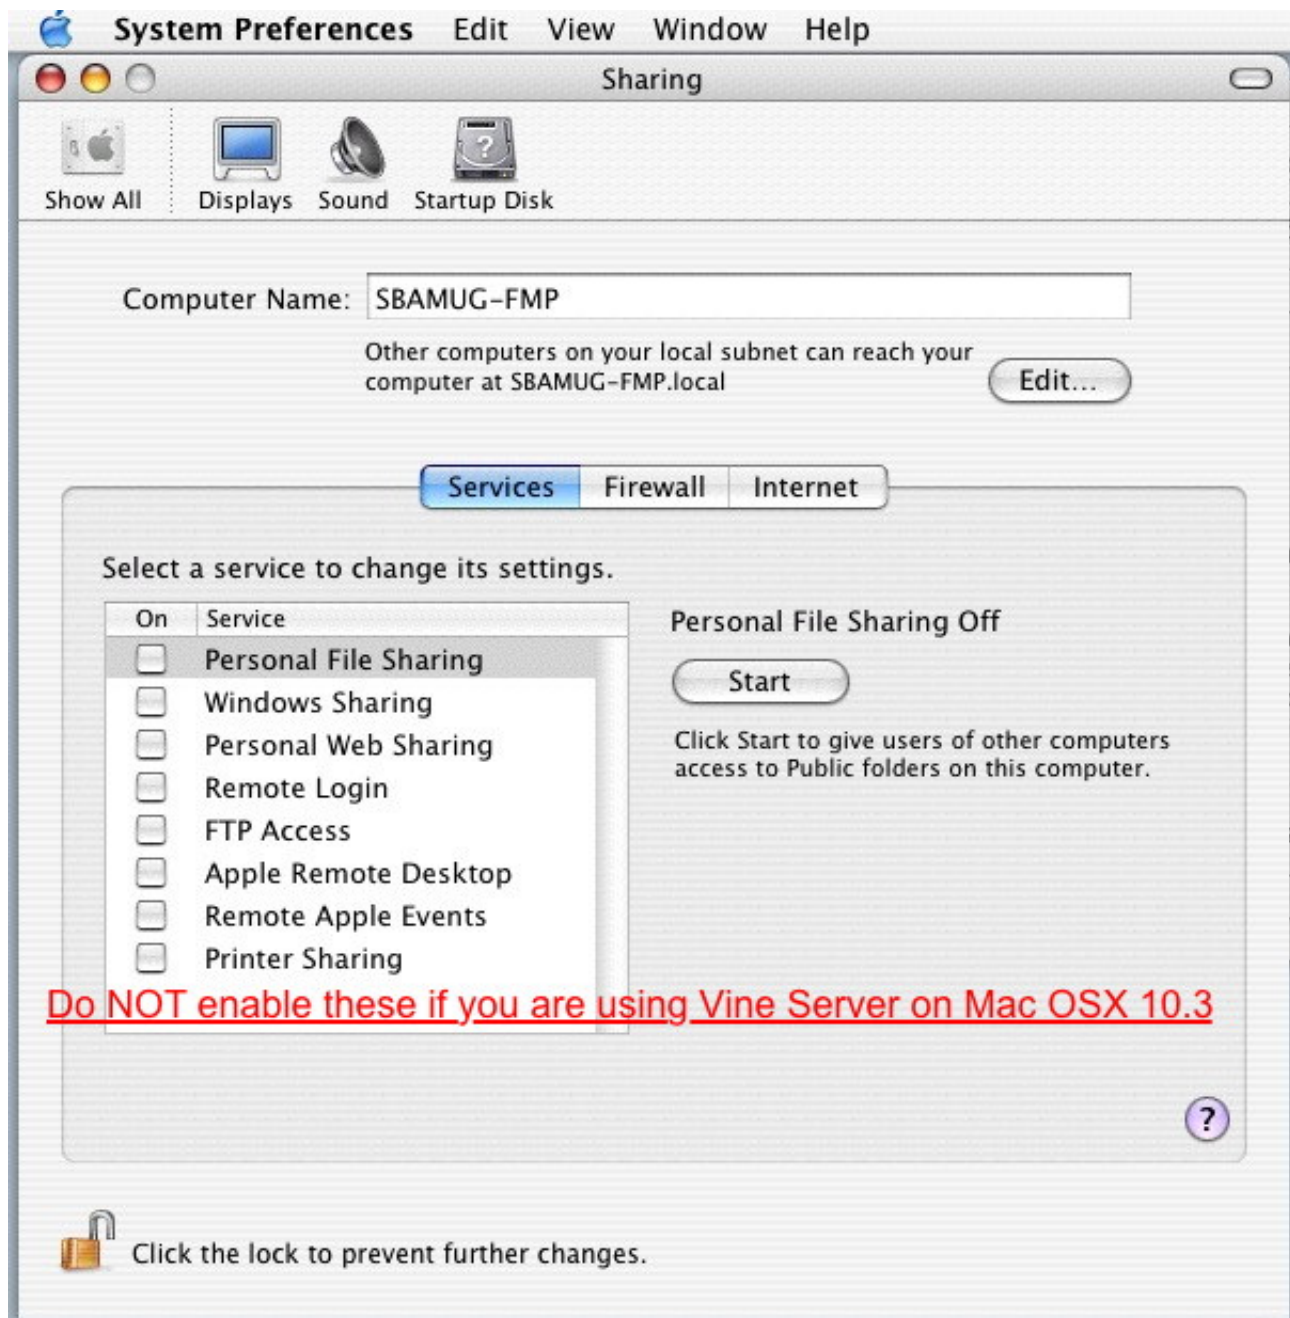 System Preferences Edit View Window Help
Sharing
Show All Displays Sound Startup Disk
Computer Name: SBAMUG-FMP
Other computers on your local subnet can reach your
computer at SBAMUG-FMP.local
Edit...
Services Firewall Internet
Select a service to change its settings.
On Service
Personal File Sharing
Windows Sharing
Personal Web Sharing
Remote Login
FTP Access
Apple Remote Desktop
Remote Apple Events
Printer Sharing
Personal File Sharing Off
Start
Click Start to give users of other computers
access to Public folders on this computer.
Do NOT enable these if you are using Vine Server on Mac OSX 10.3
?
Click the lock to prevent further changes.